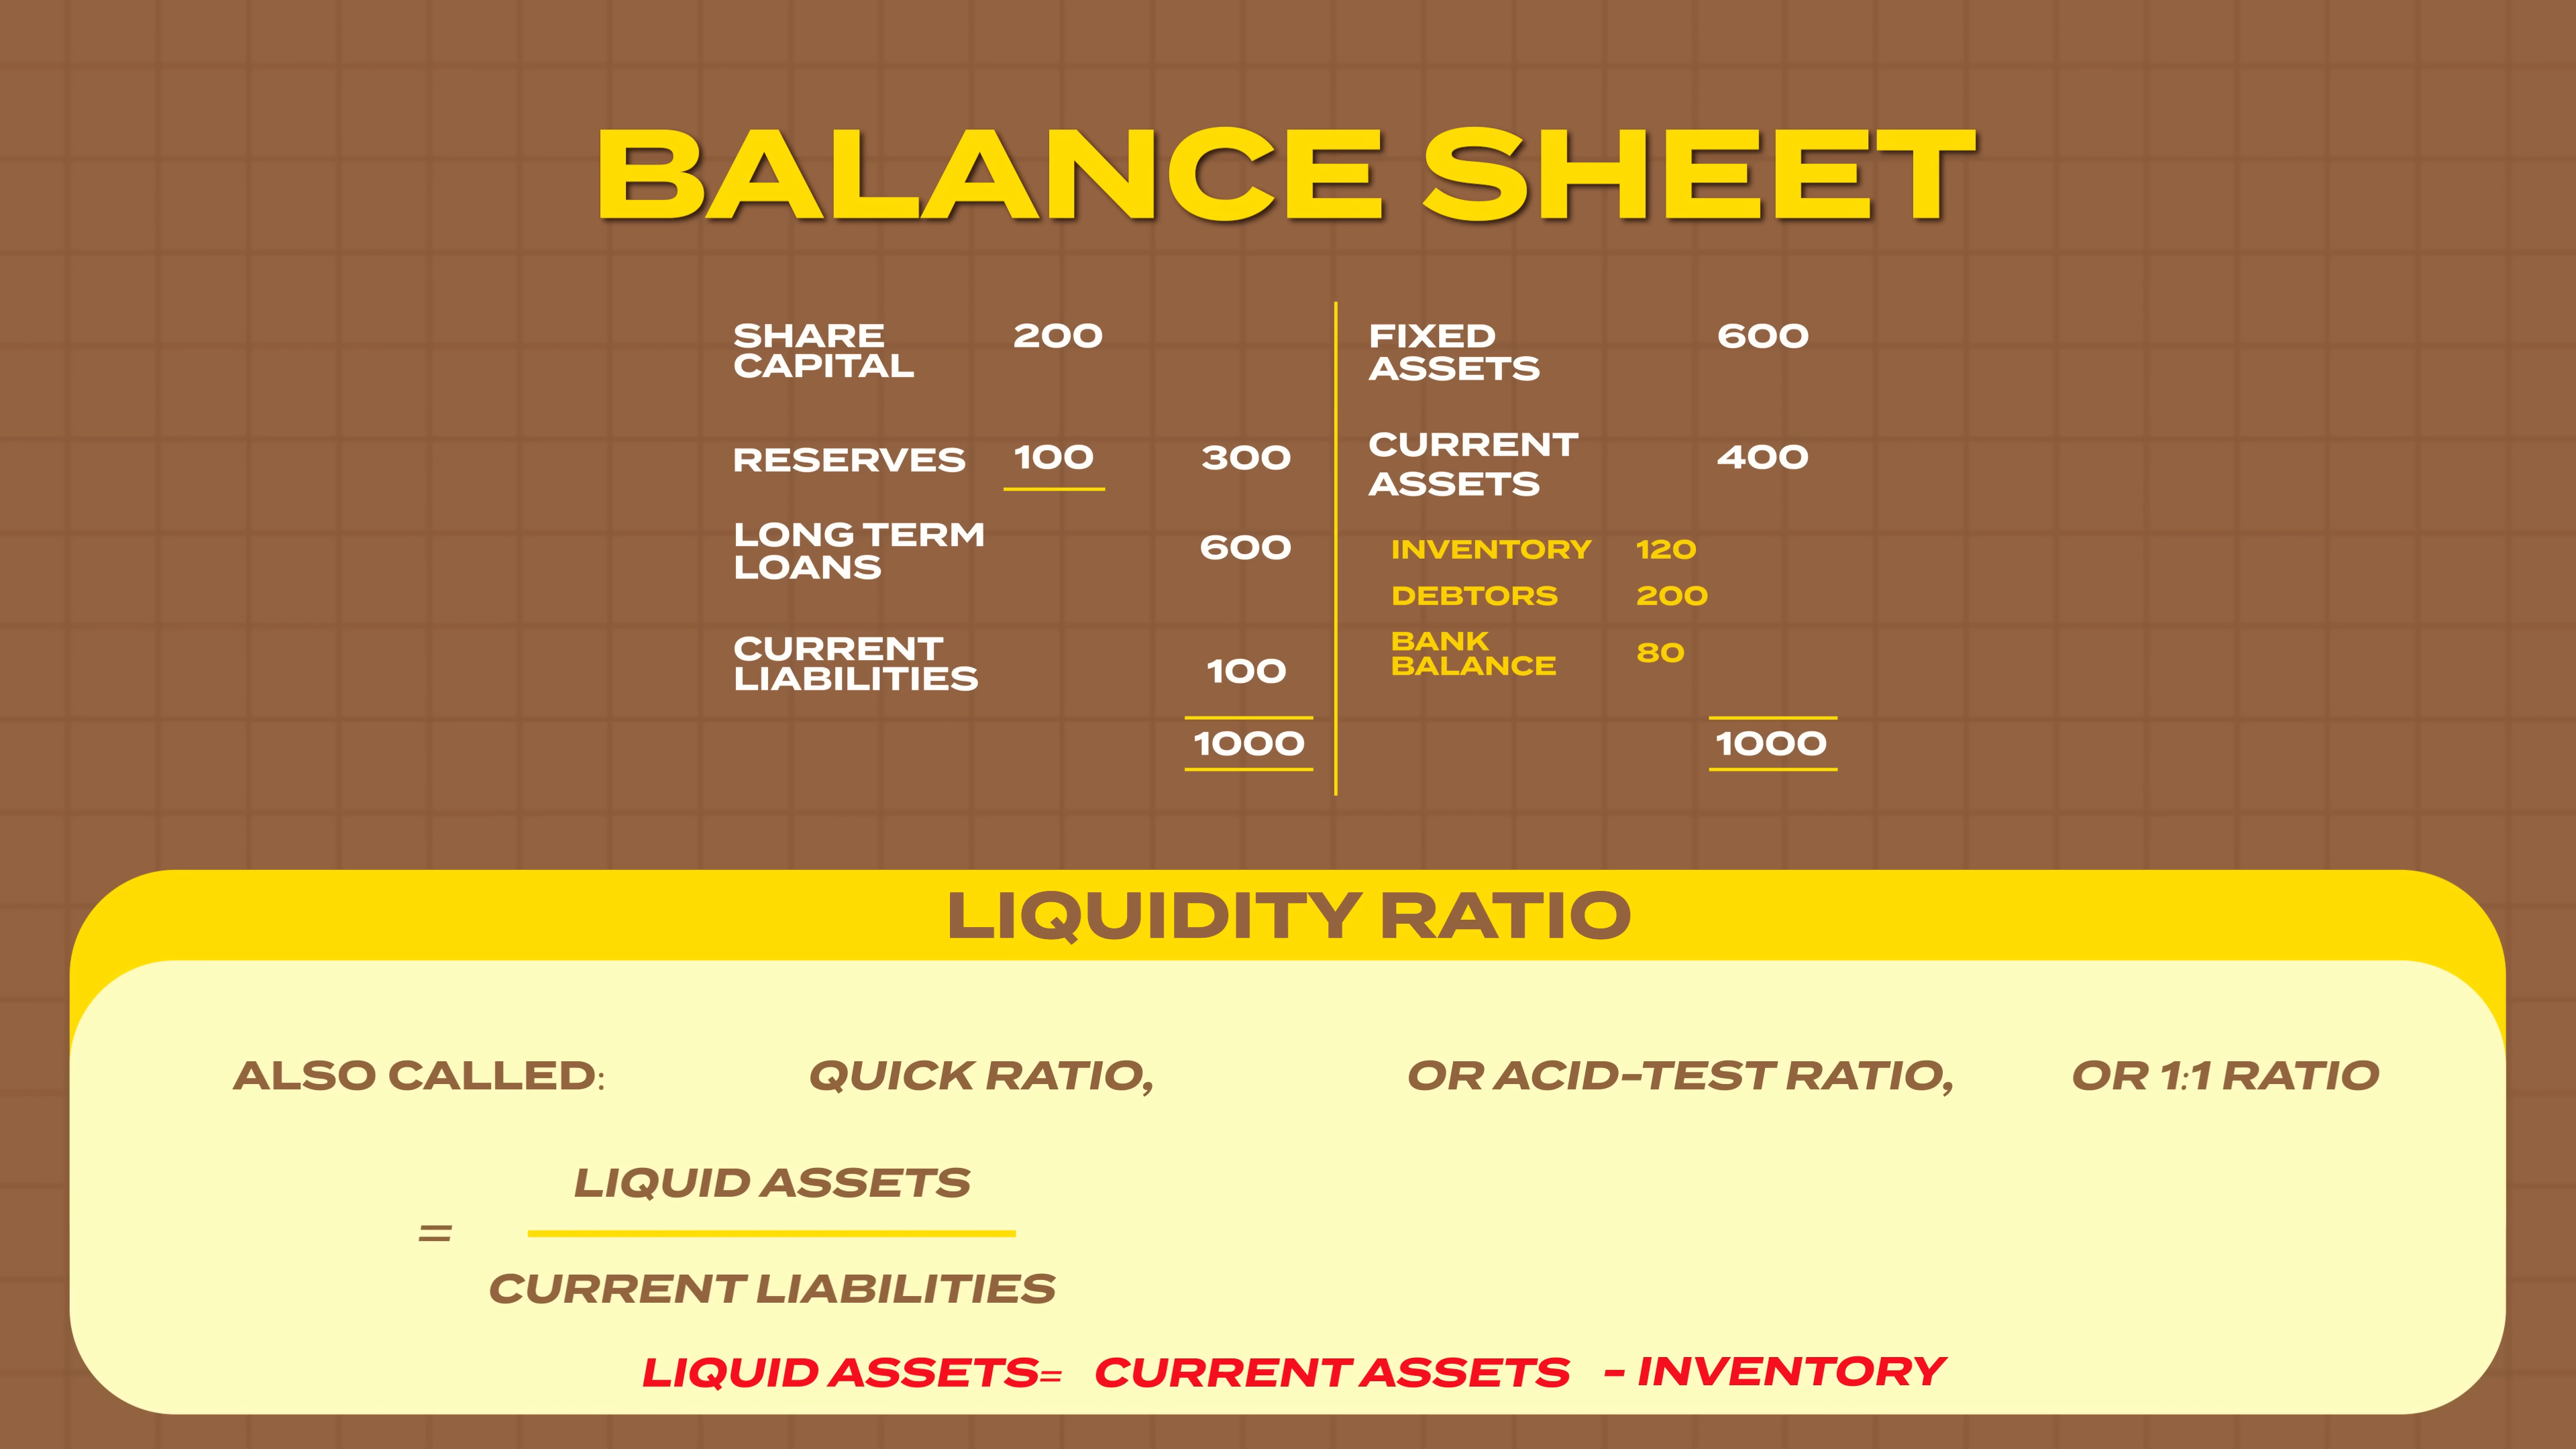 BALANCE SHEET
SHARE
CAPITAL
200
RESERVES 100 300
LONG TERM
LOANS
600
CURRENT
LIABILITIES
100
1000
FIXED
ASSETS
600
CURRENT
ASSETS
400
INVENTORY 120
DEBTORS 200
BANK
BALANCE
80
1000
LIQUIDITY RATIO
ALSO CALLED: QUICK RATIO, OR ACID-TEST RATIO, OR 1:1 RATIO
LIQUID ASSETS
=
CURRENT LIABILITIES
LIQUID ASSETS= CURRENT ASSETS - INVENTORY